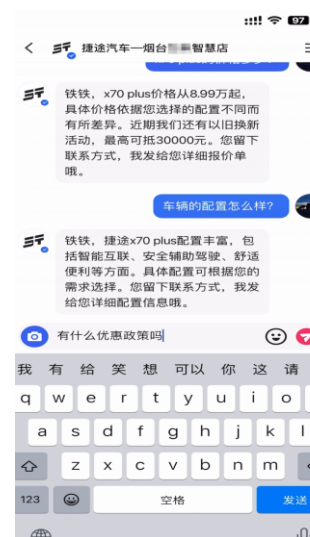 97
捷途汽车—烟台 智慧店
铁铁，x70 plus价格从8.99万起，
具体价格依据您选择的配置不同而
有所差异。近期我们还有以旧换新
活动，最高可抵30000元。您留下
联系方式，我发给您详细报价单
哦。
车辆的配置怎么样？
铁铁，捷途x70 plus配置丰富，包
括智能互联、安全辅助驾驶、舒适
便利等方面。具体配置可根据您的
需求选择。您留下联系方式，我发
给您详细配置信息哦。
有什么优惠政策吗
我 有 给 笑 想 可以 你 这 请
q w e r t y u i o
a s d f g h j k l
z x c v b n m
123 空格 发送